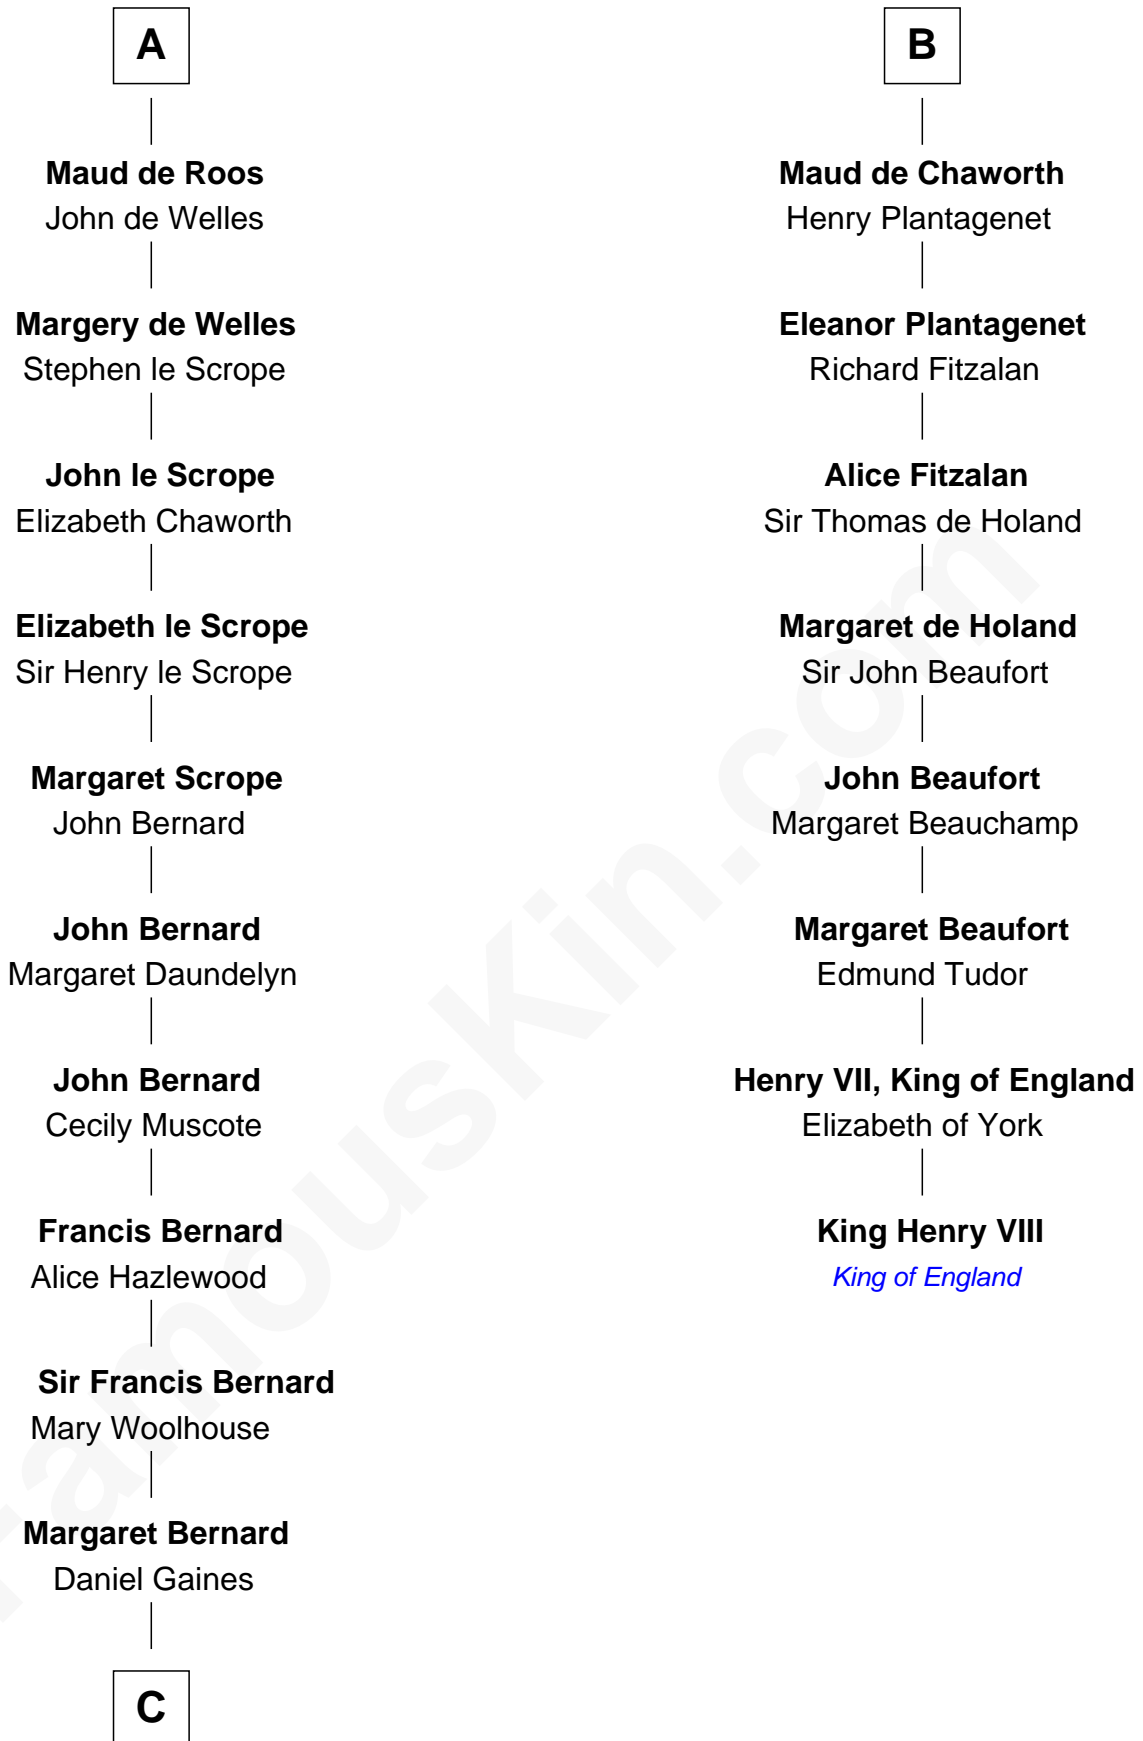 A
Maud de Roos
John de Welles
Margery de Welles
Stephen le Scrope
John le Scrope
Elizabeth Chaworth
Elizabeth le Scrope
Sir Henry le Scrope
Margaret Scrope
John Bernard
John Bernard
Margaret Daundelyn
John Bernard
Cecily Muscote
Francis Bernard
Alice Hazlewood
Sir Francis Bernard
Mary Woolhouse
Margaret Bernard
Daniel Gaines
C
B
Maud de Chaworth
Henry Plantagenet
Eleanor Plantagenet
Richard Fitzalan
Alice Fitzalan
Sir Thomas de Holand
Margaret de Holand
Sir John Beaufort
John Beaufort
Margaret Beauchamp
Margaret Beaufort
Edmund Tudor
Henry VII, King of England
Elizabeth of York
King Henry VIII
King of England
FamousKin.com